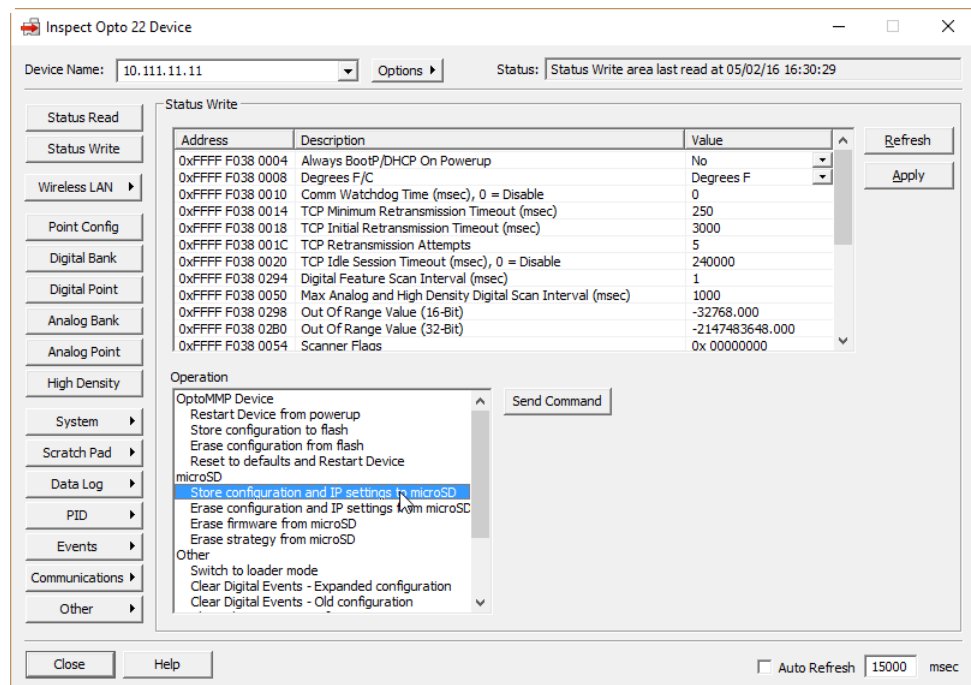 Inspect Opto 22 Device
Device Name: 10.111.11.11 Options Status: Status Write area last read at 05/02/16 16:30:29
Status Read
Status Write
Wireless LAN
Point Config
Digital Bank
Digital Point
Analog Bank
Analog Point
High Density
System
Scratch Pad
Data Log
PID
Events
Communications
Other
Status Write
Address Description Value
0xFFFF F038 0004 Always BootP/DHCP On Powerup No
0xFFFF F038 0008 Degrees F/C Degrees F
0xFFFF F038 0010 Comm Watchdog Time (msec), 0 = Disable 0
0xFFFF F038 0014 TCP Minimum Retransmission Timeout (msec) 250
0xFFFF F038 0018 TCP Initial Retransmission Timeout (msec) 3000
0xFFFF F038 001C TCP Retransmission Attempts 5
0xFFFF F038 0020 TCP Idle Session Timeout (msec), 0 = Disable 240000
0xFFFF F038 0294 Digital Feature Scan Interval (msec) 1
0xFFFF F038 0050 Max Analog and High Density Digital Scan Interval (msec) 1000
0xFFFF F038 0298 Out Of Range Value (16-Bit) -32768.000
0xFFFF F038 02B0 Out Of Range Value (32-Bit) -2147483648.000
0xFFFF F038 0054 Scanner Flags 0x 00000000
Refresh
Apply
Operation
OptoMMP Device
Restart Device from powerup
Store configuration to flash
Erase configuration from flash
Reset to defaults and Restart Device
microSD
Store configuration and IP settings to microSD
Erase configuration and IP settings from microSD
Erase firmware from microSD
Erase strategy from microSD
Other
Switch to loader mode
Clear Digital Events - Expanded configuration
Clear Digital Events - Old configuration
Send Command
Close Help Auto Refresh 15000 msec